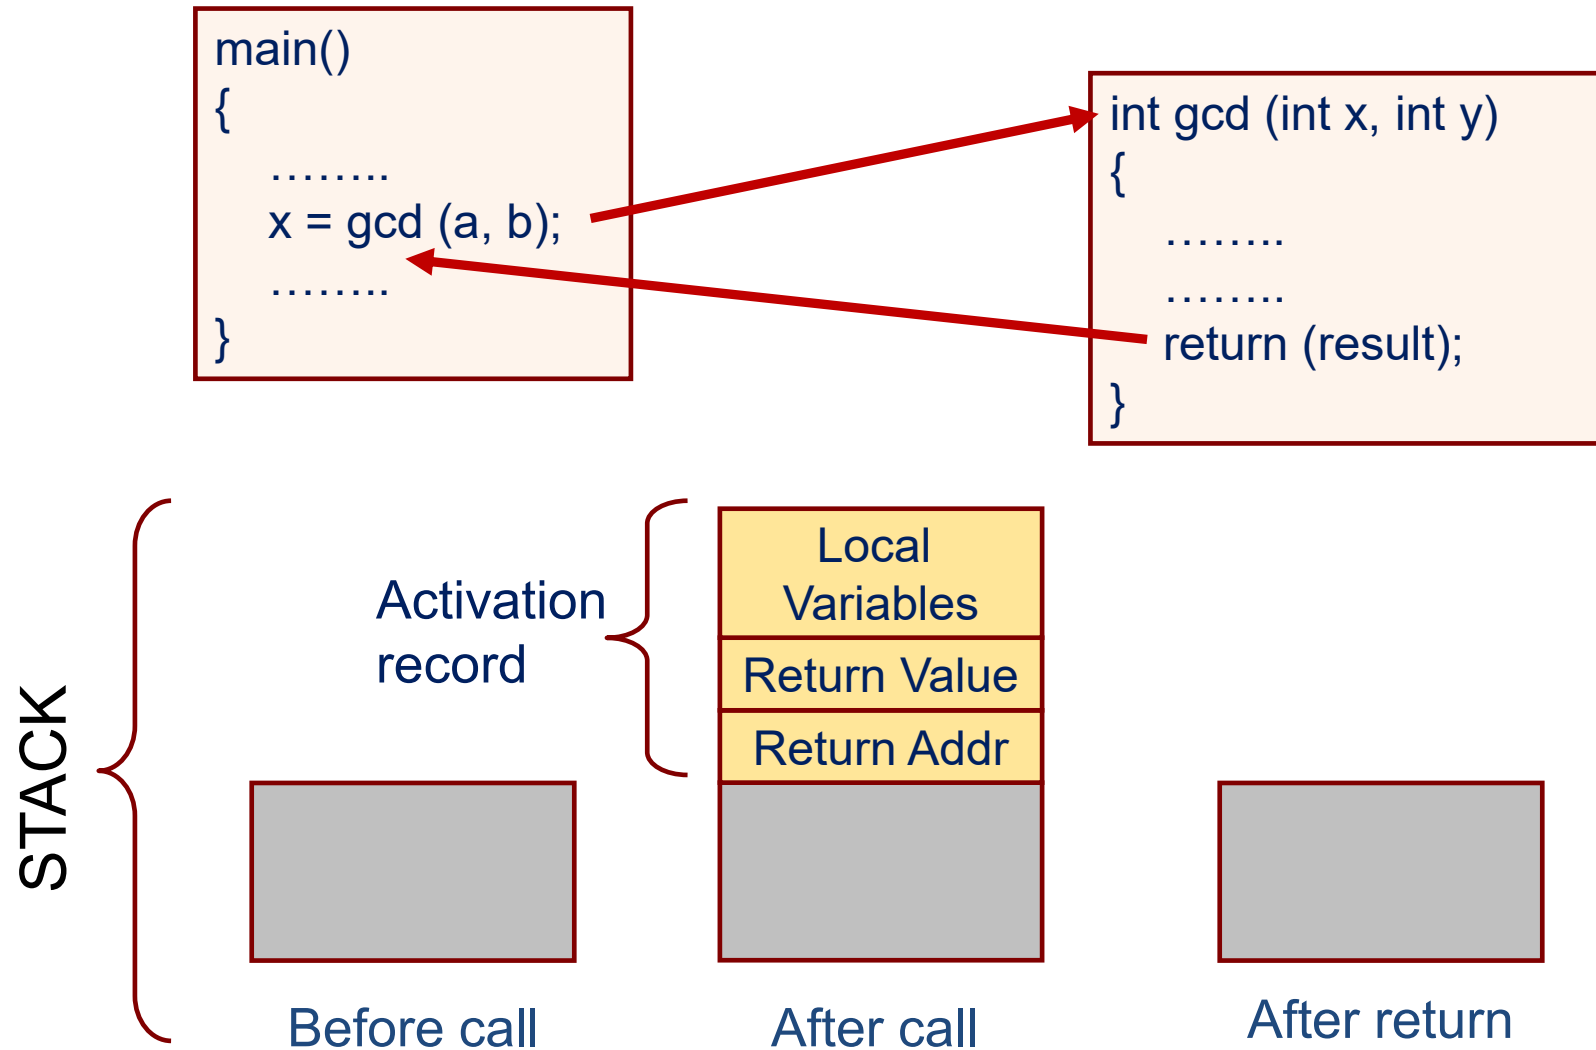 main()
{
……..
x = gcd (a, b);
……..
}
int gcd (int x, int y)
{
……..
……..
return (result);
}
STACK
Activation
record
Local
Variables
Return Value
Return Addr
Before call
After call
After return